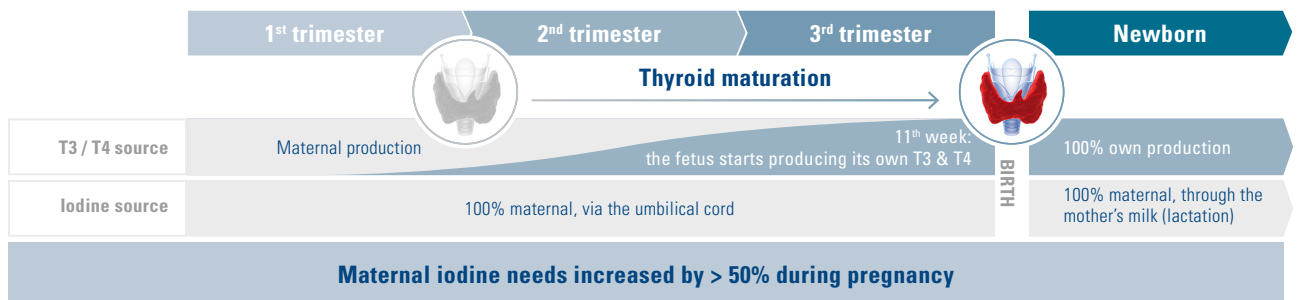 1st trimester
2nd trimester
3rd trimester
Newborn
Thyroid maturation
T3 / T4 source
Maternal production
11th week:
the fetus starts producing its own T3 & T4
BIRTH
100% own production
Iodine source
100% maternal, via the umbilical cord
100% maternal, through the
mother's milk (lactation)
Maternal iodine needs increased by > 50% during pregnancy